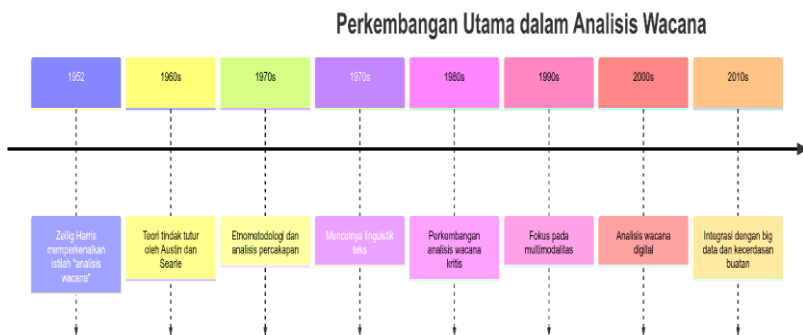 Perkembangan Utama dalam Analisis Wacana
1952
1960s
1970s
1970s
1980s
1990s
2000s
2010s
Zellig Harris
memperkenalkan
istilah "analisis
wacana"
Teori tindak tutur
oleh Austin dan
Searle
Etnometodologi dan
analisis percakapan
Munculnya linguistik
teks
Perkembangan
analisis wacana
kritis
Fokus pada
multimodalitas
Analisis wacana
digital
Integrasi dengan big
data dan kecerdasan
buatan